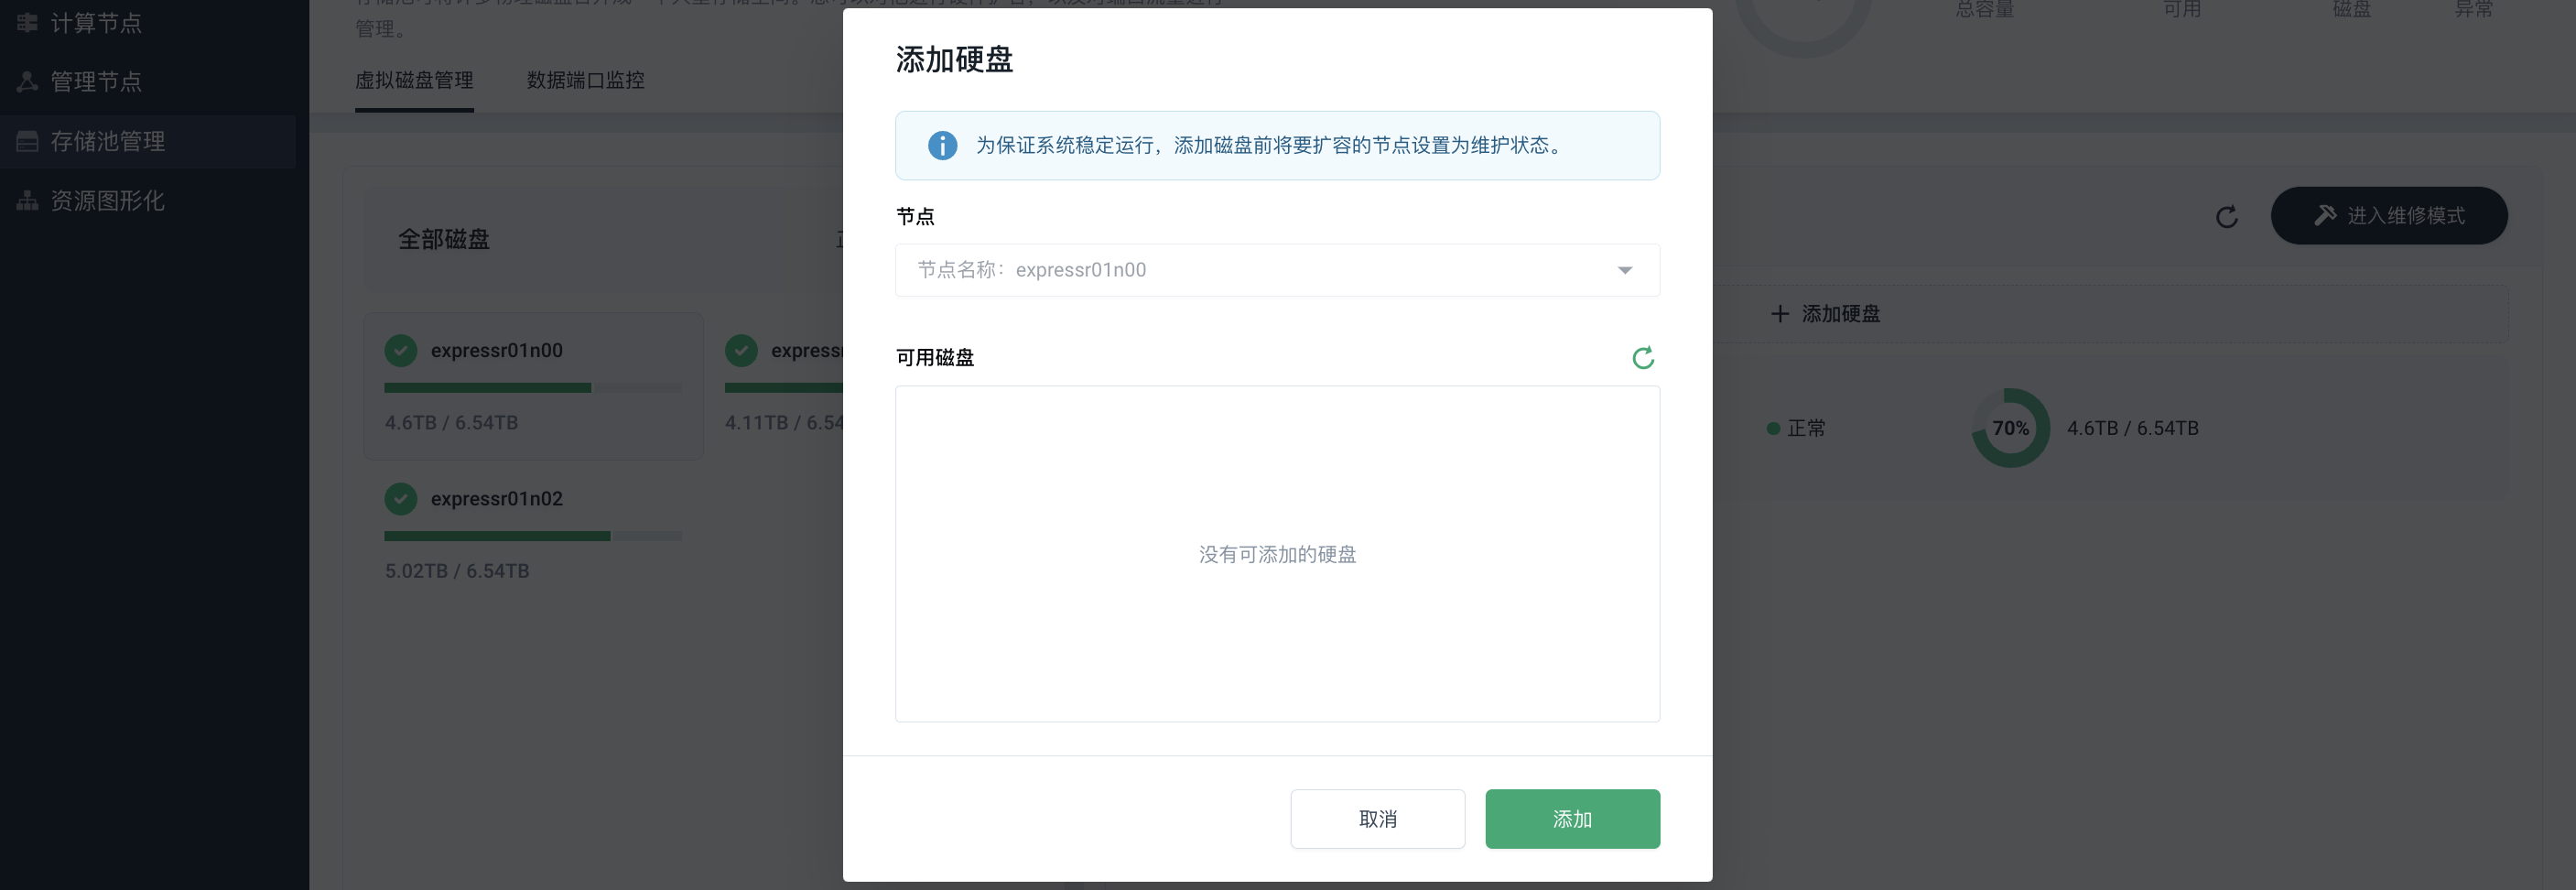 计算节点
管理节点
存储池管理
资源图形化
管理。
虚拟磁盘管理
数据端口监控
总容量
可用
磁盘
异常
全部磁盘
进入维修模式
添加硬盘
expressr01n00
4.6TB / 6.54TB
4.11TB / 6.54
expressr01n02
5.02TB / 6.54TB
正常
70%
4.6TB / 6.54TB
添加硬盘
为保证系统稳定运行，添加磁盘前将要扩容的节点设置为维护状态。
节点
节点名称：expressr01n00
可用磁盘
没有可添加的硬盘
取消
添加